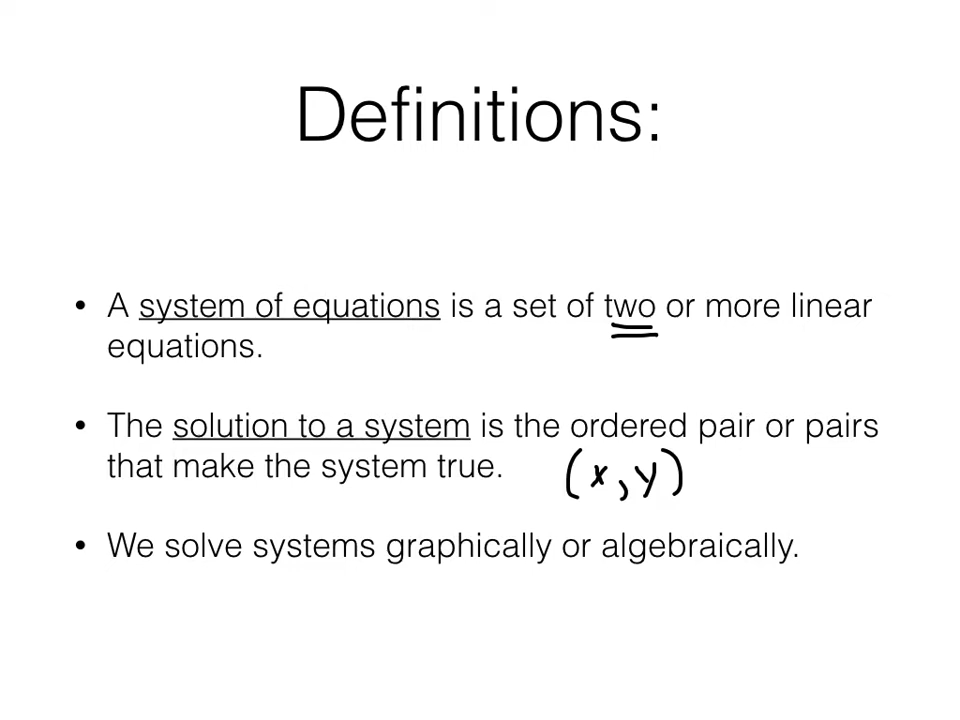 Definitions:
• A system of equations is a set of two or more linear
equations.
• The solution to a system is the ordered pair or pairs
that make the system true. (x,y)
• We solve systems graphically or algebraically.